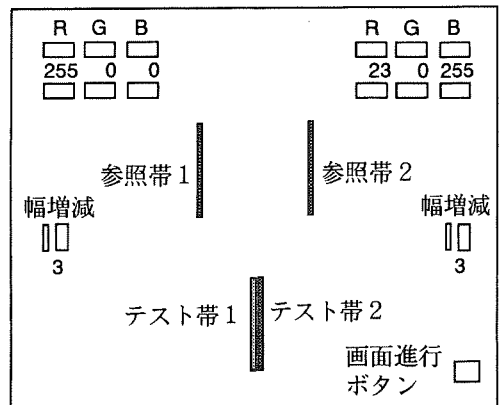 R G B
255 0 0
R G B
23 0 255
参照帯1
参照帯2
幅増減
3
幅増減
3
テスト帯1
テスト帯2
画面進行
ボタン